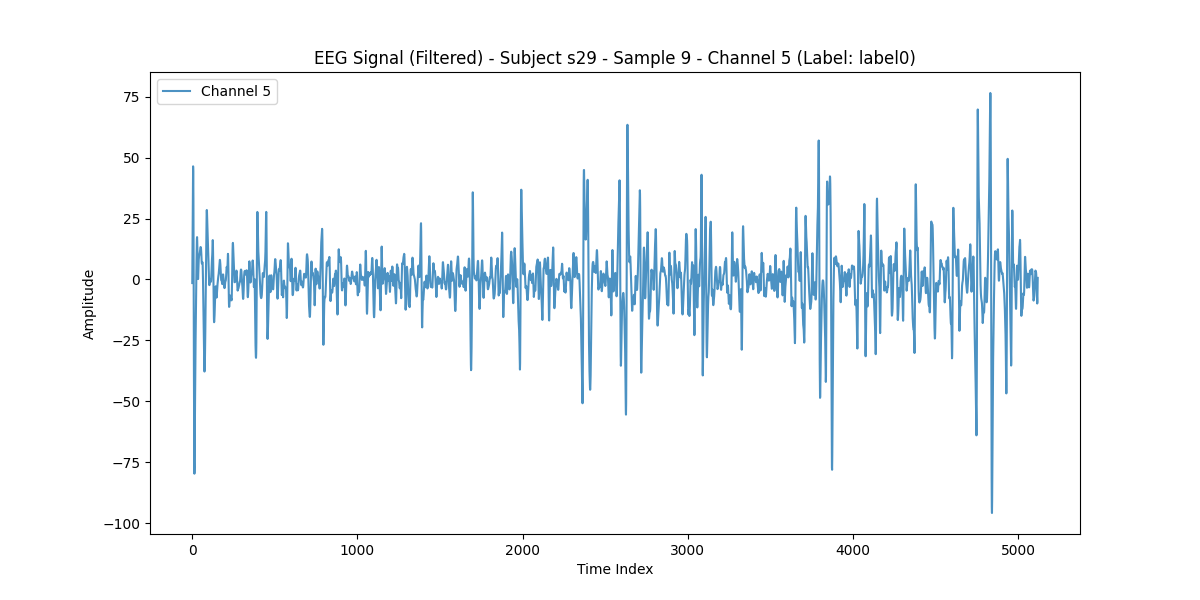 EEG Signal (Filtered) - Subject s29 - Sample 9 - Channel 5 (Label: label0)
Channel 5
75
50
25
0
−25
−50
−75
−100
Amplitude
0 1000 2000 3000 4000 5000
Time Index